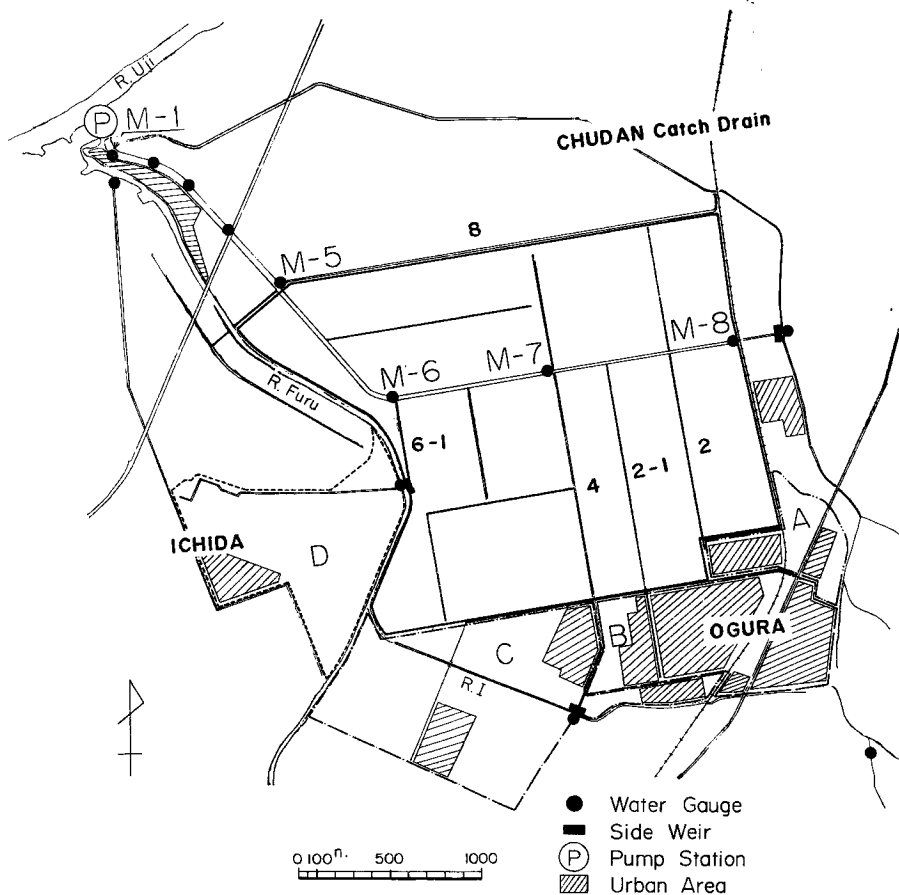 R. Uji
P
M-1
CHUDAN Catch Drain
8
M-5
M-8
M-7
M-6
R. Furu
6-1
4
2-1
2
A
ICHIDA
D
B
OGURA
C
R.I
Water Gauge
Side Weir
P Pump Station
Urban Area
0 100 500 1000